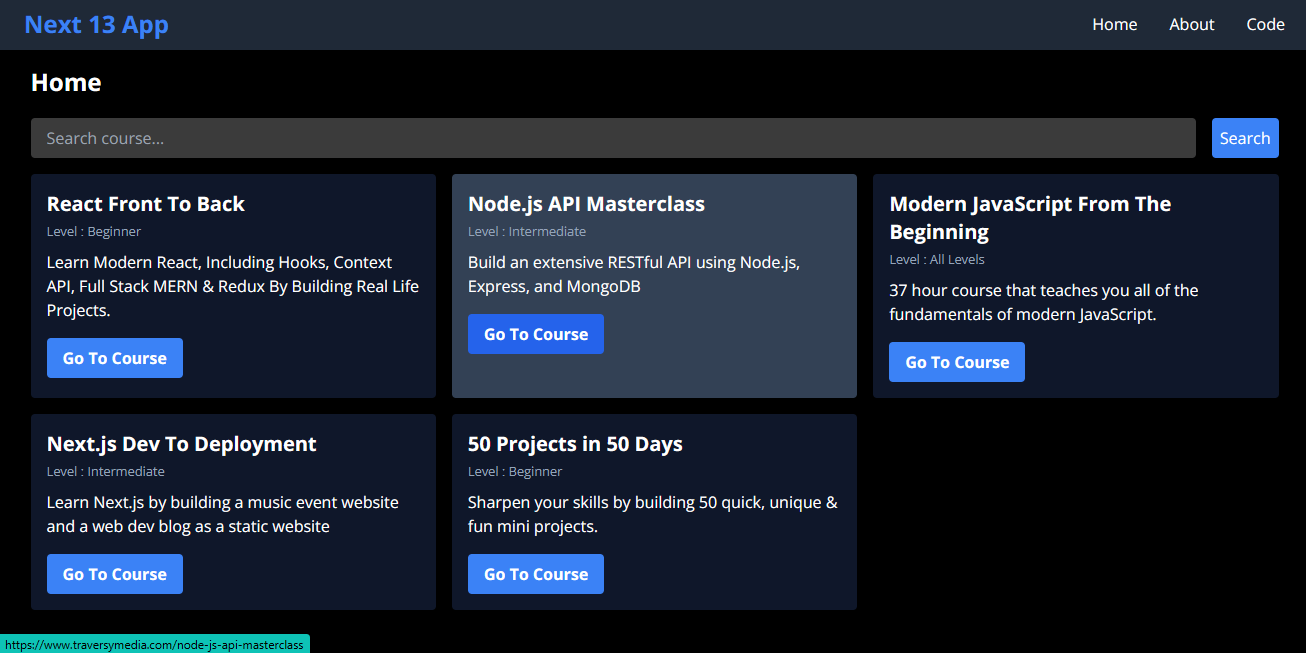 Next 13 App
Home About Code
Home
Search course...
Search
React Front To Back
Level : Beginner
Learn Modern React, Including Hooks, Context
API, Full Stack MERN & Redux By Building Real Life
Projects.
Go To Course
Node.js API Masterclass
Level : Intermediate
Build an extensive RESTful API using Node.js,
Express, and MongoDB
Go To Course
Modern JavaScript From The
Beginning
Level : All Levels
37 hour course that teaches you all of the
fundamentals of modern JavaScript.
Go To Course
Next.js Dev To Deployment
Level : Intermediate
Learn Next.js by building a music event website
and a web dev blog as a static website
Go To Course
50 Projects in 50 Days
Level : Beginner
Sharpen your skills by building 50 quick, unique &
fun mini projects.
Go To Course
https://www.traversymedia.com/node-js-api-masterclass